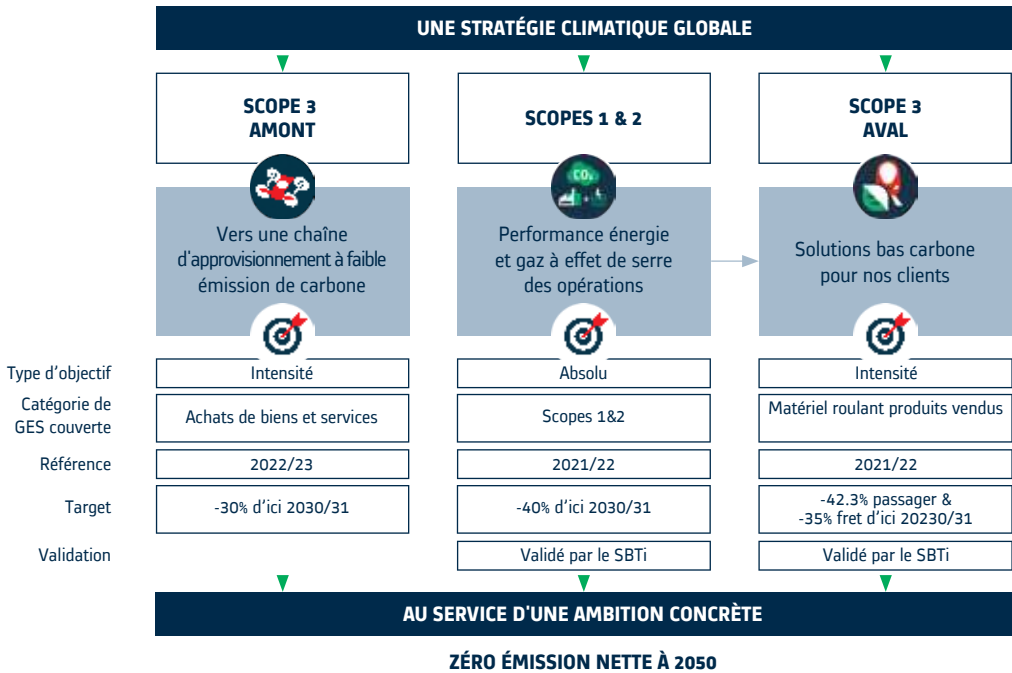 UNE STRATÉGIE CLIMATIQUE GLOBALE
SCOPE 3
AMONT
SCOPES 1 & 2
SCOPE 3
AVAL
CO₂
Vers une chaîne
d'approvisionnement à faible
émission de carbone
Performance énergie
et gaz à effet de serre
des opérations
Solutions bas carbone
pour nos clients
Type d'objectif
Intensité
Absolu
Intensité
Catégorie de
GES couverte
Achats de biens et services
Scopes 1&2
Matériel roulant produits vendus
Référence
2022/23
2021/22
2021/22
Target
-30% d'ici 2030/31
-40% d'ici 2030/31
-42.3% passager &
-35% fret d'ici 20230/31
Validation
Validé par le SBTi
Validé par le SBTi
AU SERVICE D'UNE AMBITION CONCRÈTE
ZÉRO ÉMISSION NETTE À 2050